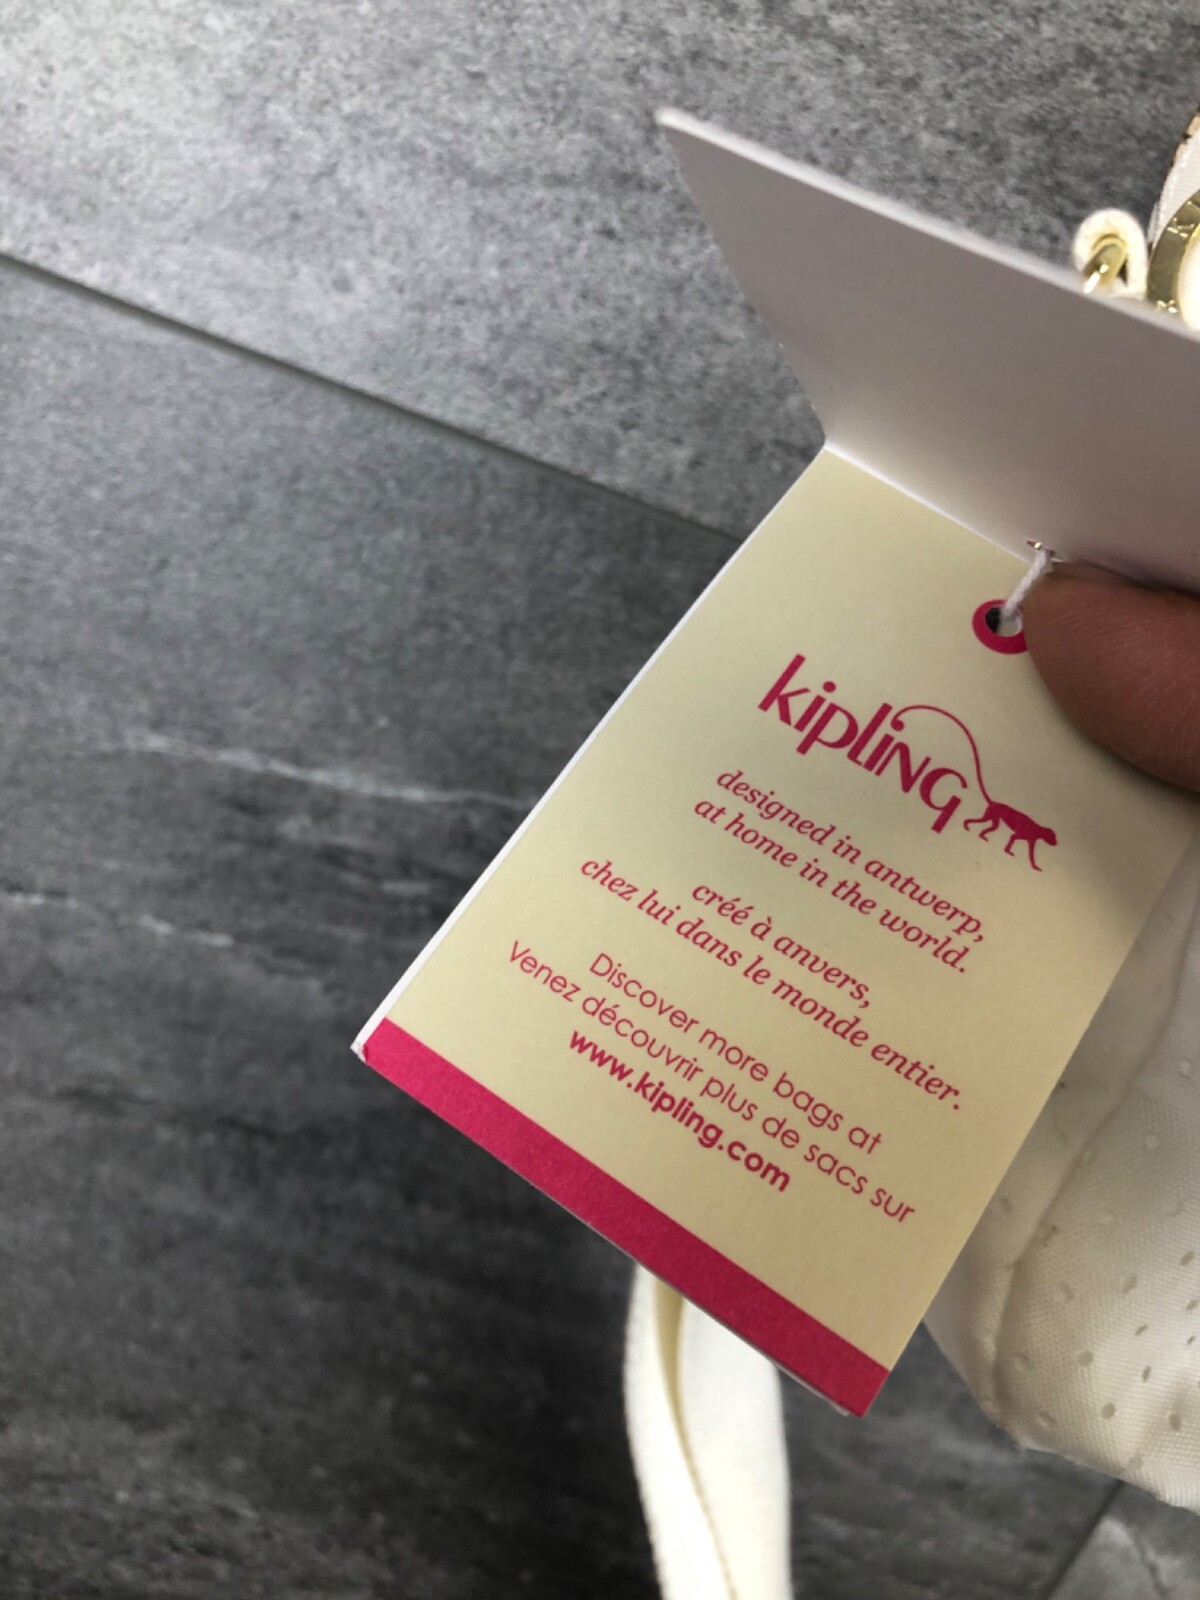 kipling
designed in antwerp,
at home in the world.
créé à anvers,
chez lui dans le monde entier.
Discover more bags at
Venez découvrir plus de sacs sur
www.kipling.com